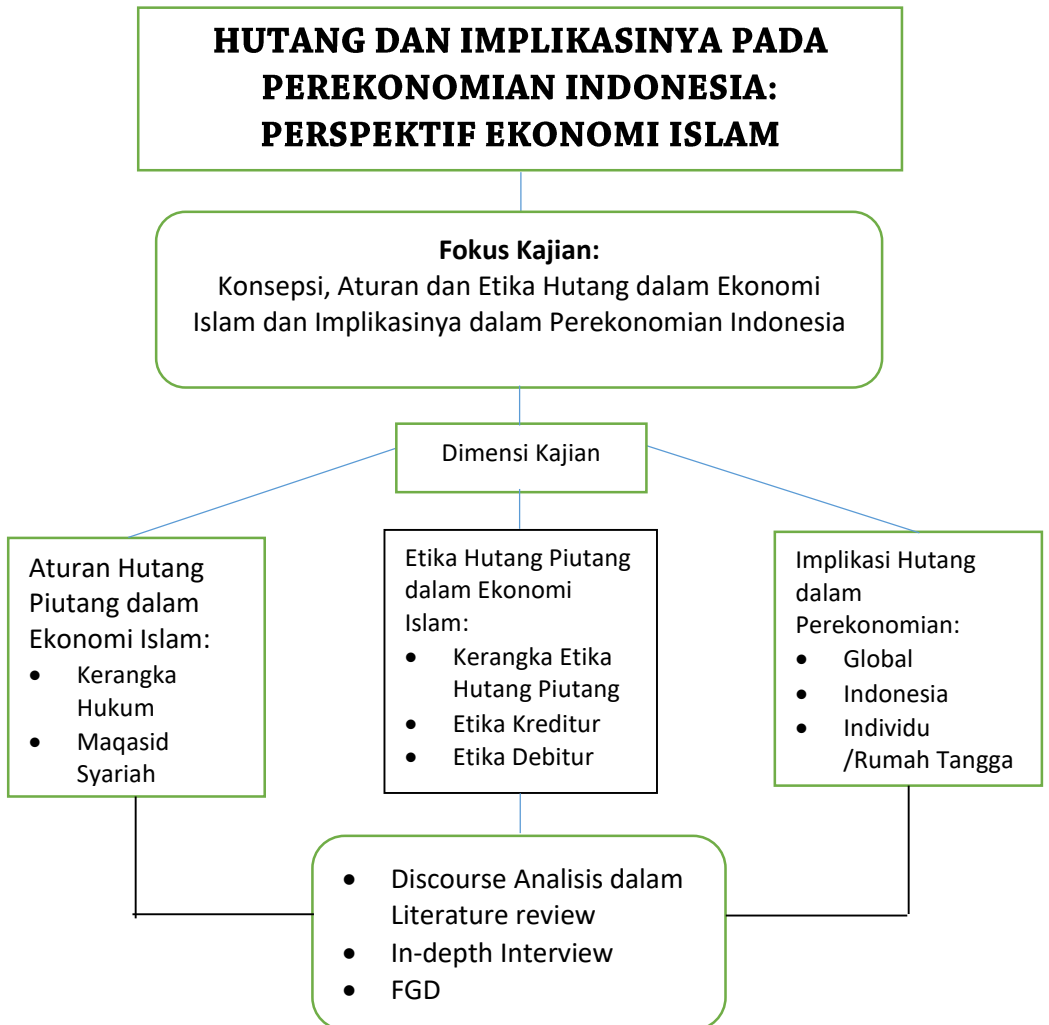 HUTANG DAN IMPLIKASINYA PADA
PEREKONOMIAN INDONESIA:
PERSPEKTIF EKONOMI ISLAM
Fokus Kajian:
Konsepsi, Aturan dan Etika Hutang dalam Ekonomi
Islam dan Implikasinya dalam Perekonomian Indonesia
Dimensi Kajian
Aturan Hutang
Piutang dalam
Ekonomi Islam:
• Kerangka
Hukum
• Maqasid
Syariah
Etika Hutang Piutang
dalam Ekonomi
Islam:
• Kerangka Etika
Hutang Piutang
• Etika Kreditur
• Etika Debitur
Implikasi Hutang
dalam
Perekonomian:
• Global
• Indonesia
• Individu
/Rumah Tangga
• Discourse Analisis dalam
Literature review
• In-depth Interview
• FGD